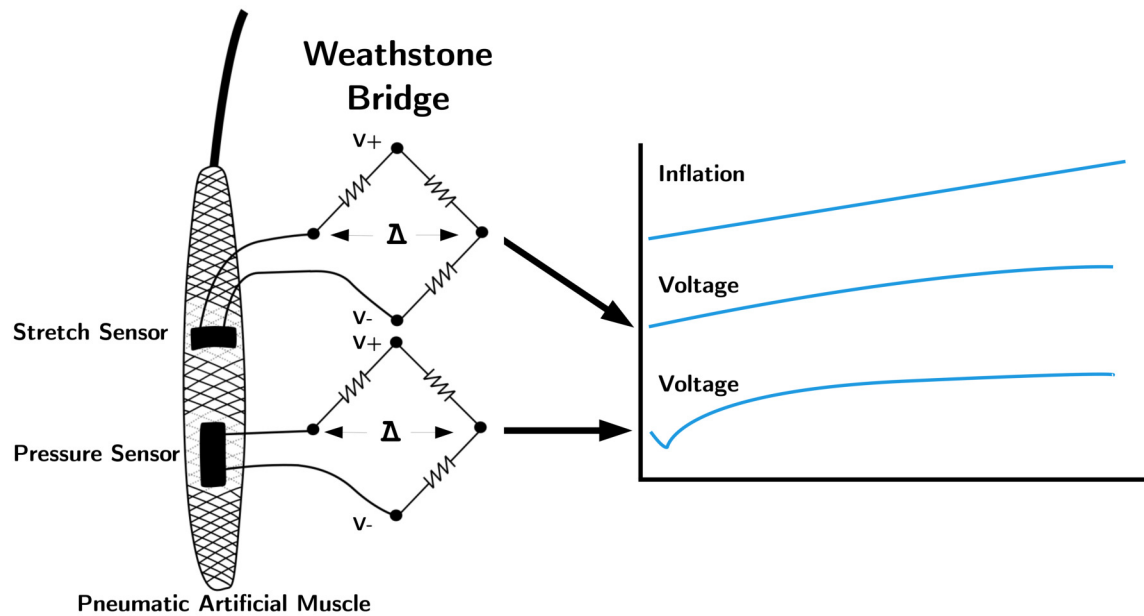 Weathstone
Bridge
V+
Δ
V-
V+
Δ
V-
Stretch Sensor
Pressure Sensor
Pneumatic Artificial Muscle
Inflation
Voltage
Voltage